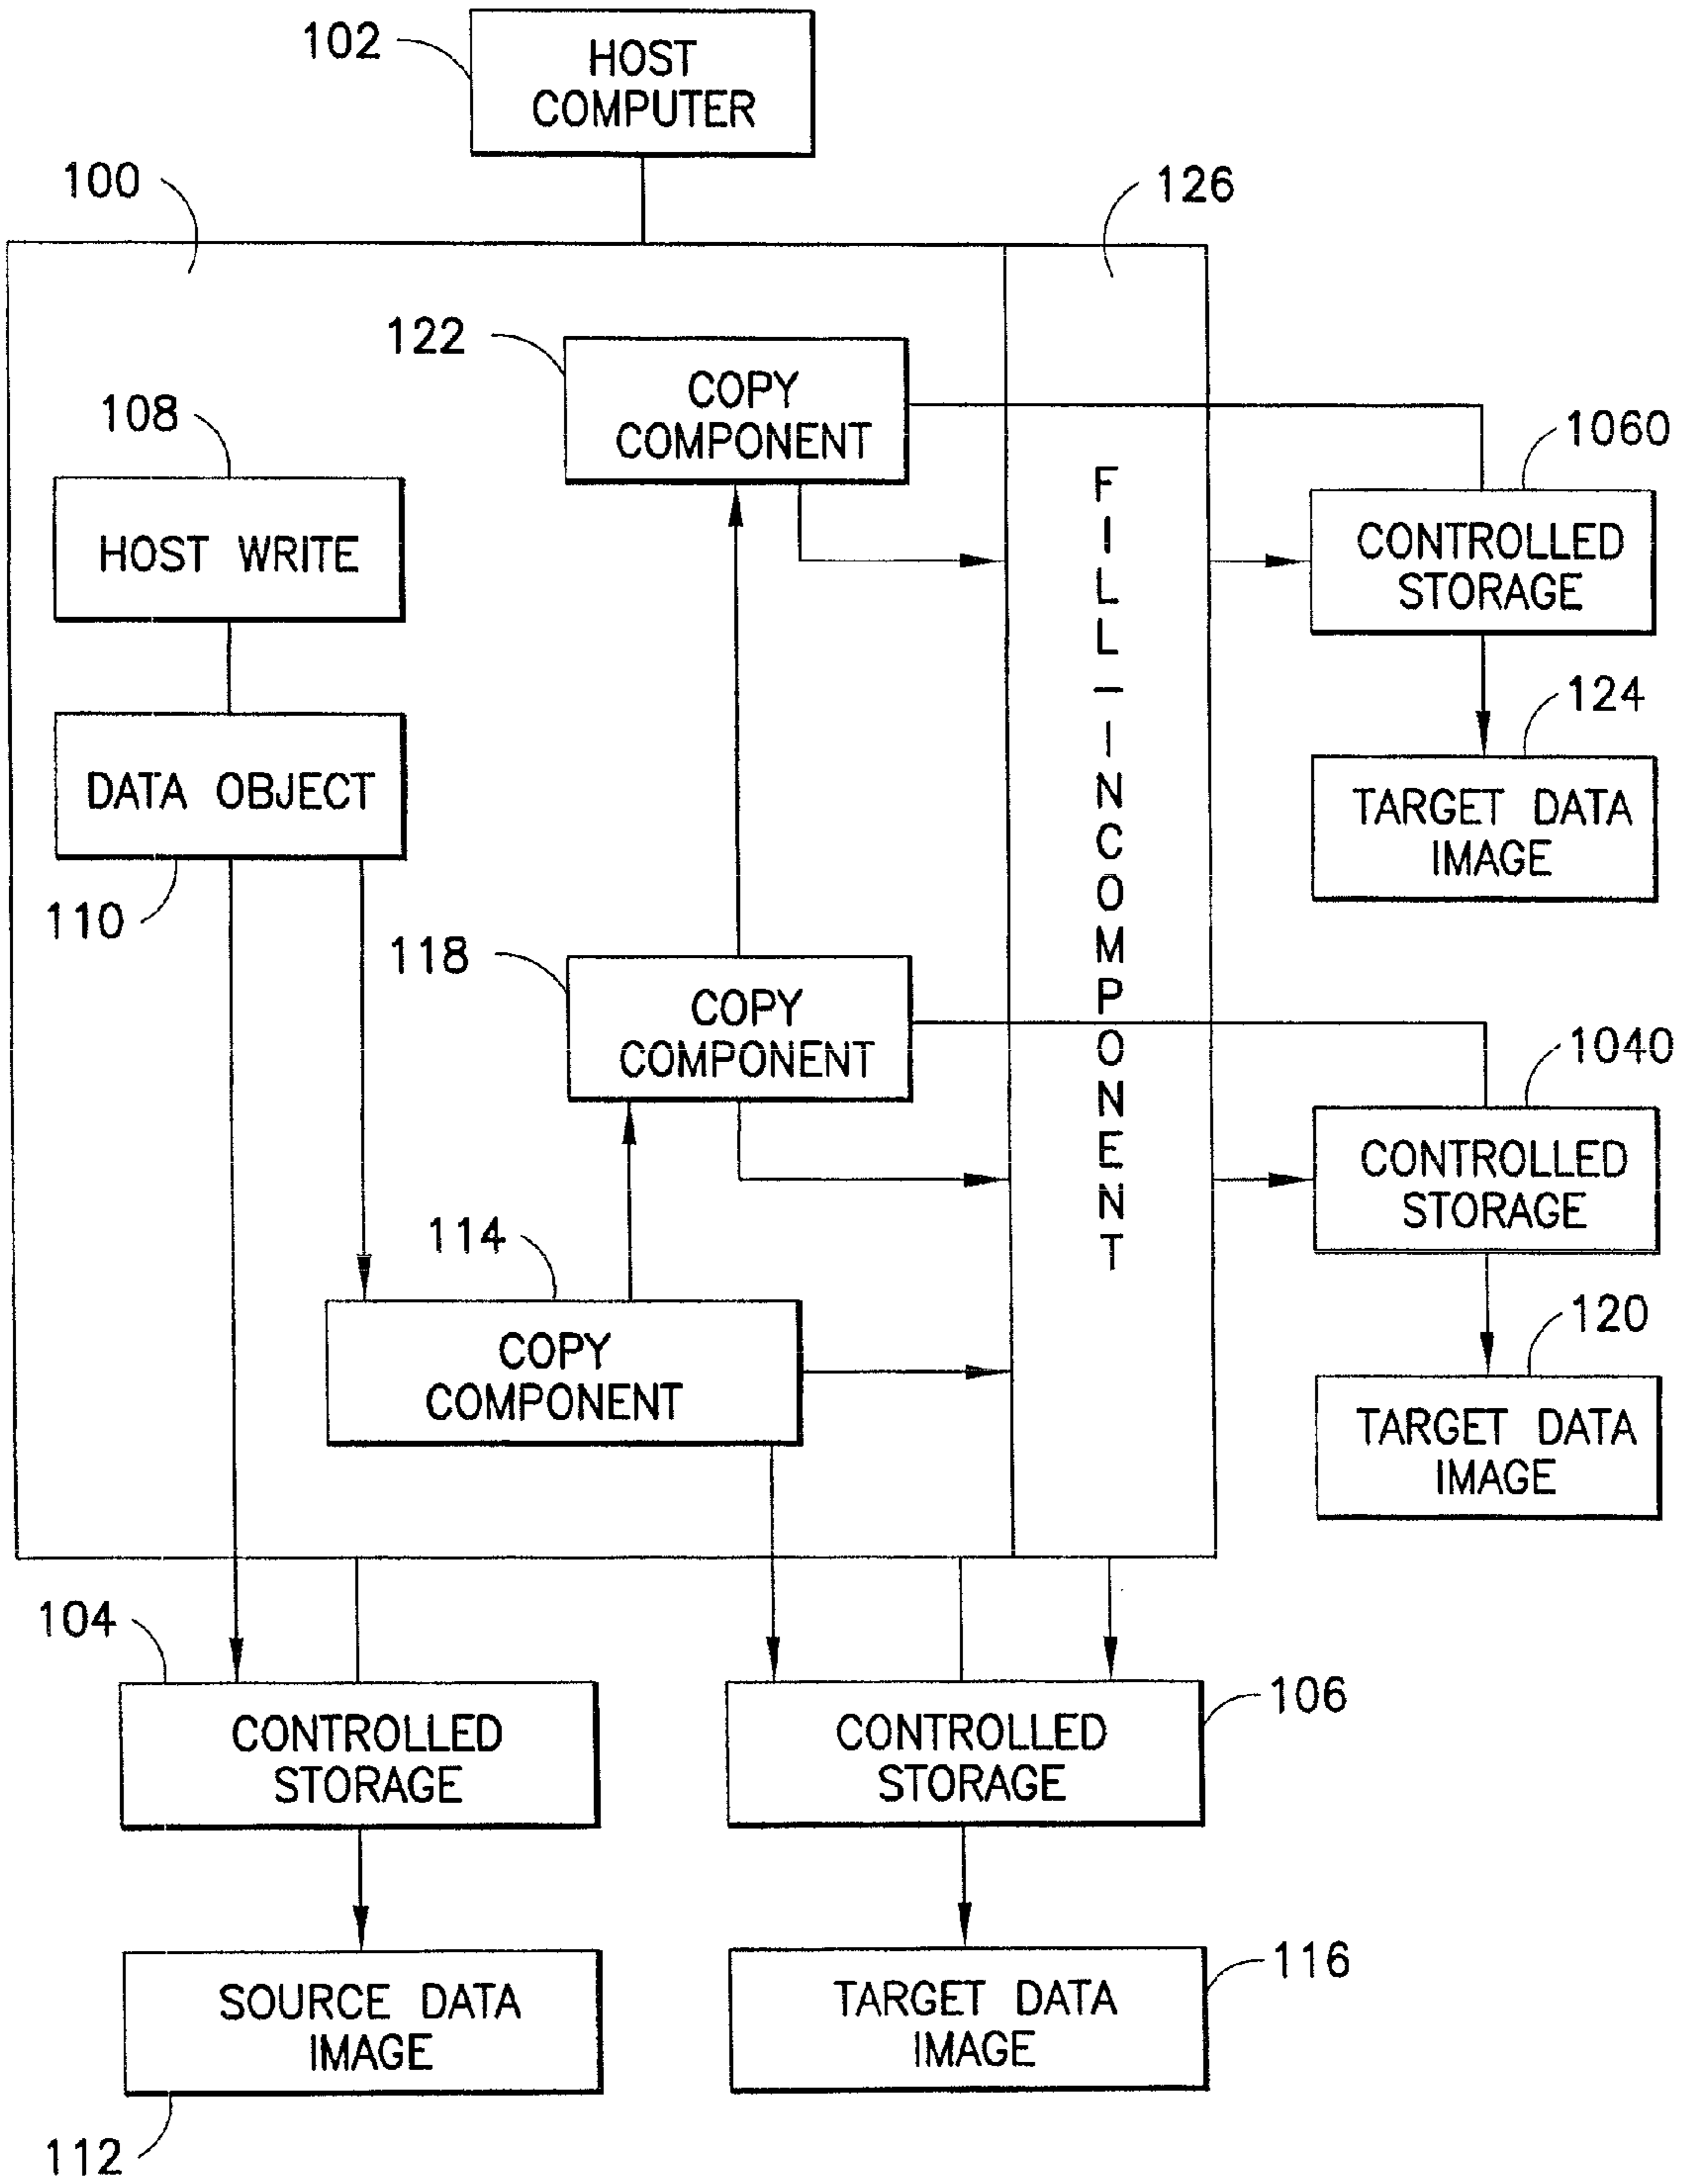 102
HOST
COMPUTER
100
126
122
COPY
COMPONENT
108
HOST WRITE
1060
CONTROLLED
STORAGE
FILL-INCOMPONENT
DATA OBJECT
110
124
TARGET DATA
IMAGE
118
COPY
COMPONENT
1040
CONTROLLED
STORAGE
114
COPY
COMPONENT
120
TARGET DATA
IMAGE
104
CONTROLLED
STORAGE
106
CONTROLLED
STORAGE
SOURCE DATA
IMAGE
112
116
TARGET DATA
IMAGE